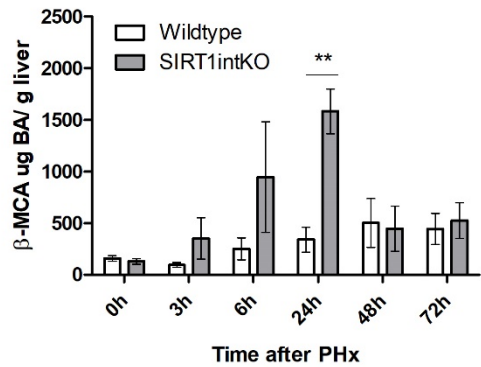 2500
2000
1500
1000
500
0
β-MCA ug BA/ g liver
Wildtype
SIRT1intKO
**
0h
3h
6h
24h
48h
72h
Time after PHx